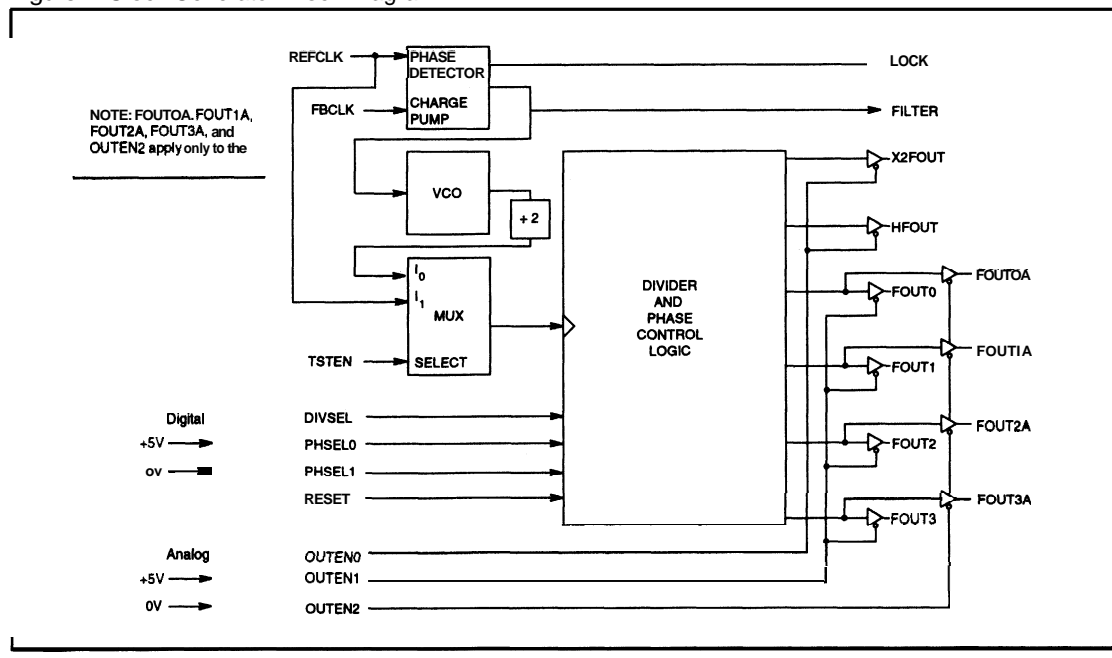 REFCLK
PHASE
DETECTOR
LOCK
FBCLK
CHARGE
PUMP
FILTER
NOTE: FOUTOA. FOUT1A,
FOUT2A, FOUT3A, and
OUTEN2 apply only to the
VCO
÷ 2
X2FOUT
HFOUT
I0
I1
MUX
TSTEN
SELECT
DIVIDER
AND
PHASE
CONTROL
LOGIC
FOUTOA
FOUT0
FOUT1A
FOUT1
FOUT2A
FOUT2
FOUT3A
FOUT3
Digital
+5V
ov
DIVSEL
PHSEL0
PHSEL1
RESET
Analog
+5V
0V
OUTEN0
OUTEN1
OUTEN2